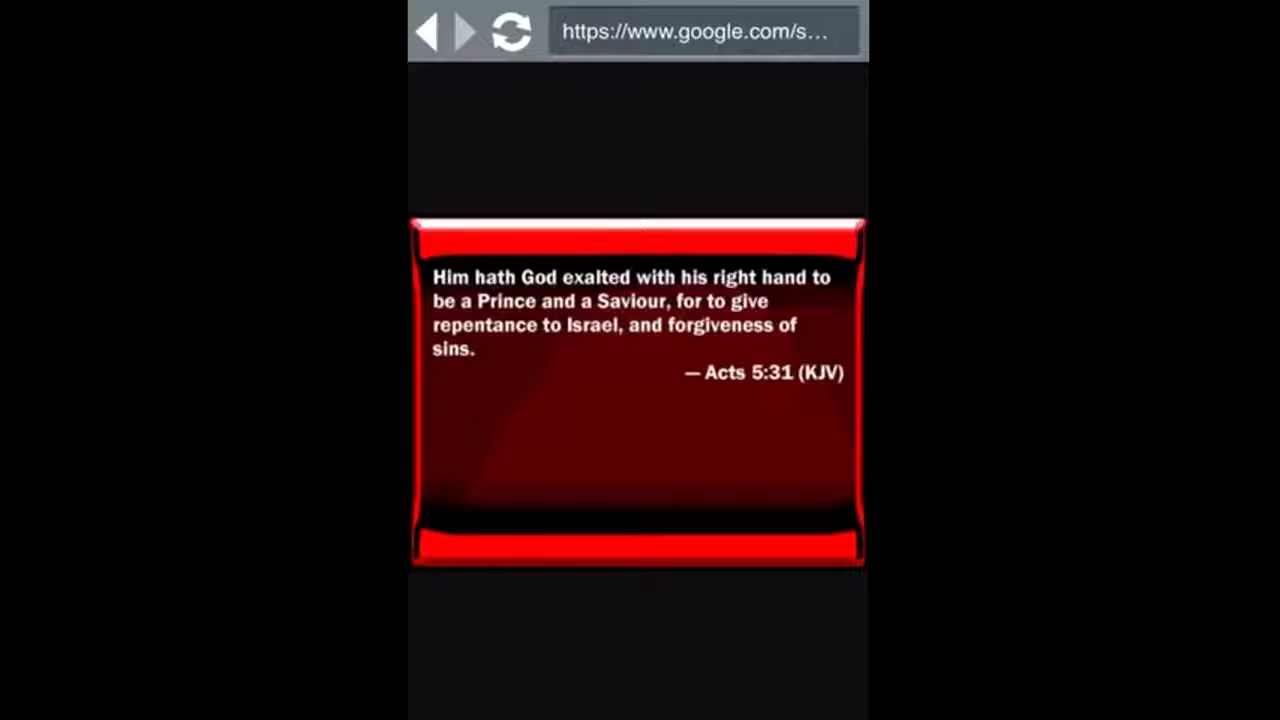 https://www.google.com/s...
Him hath God exalted with his right hand to
be a Prince and a Saviour, for to give
repentance to Israel, and forgiveness of
sins.
— Acts 5:31 (KJV)